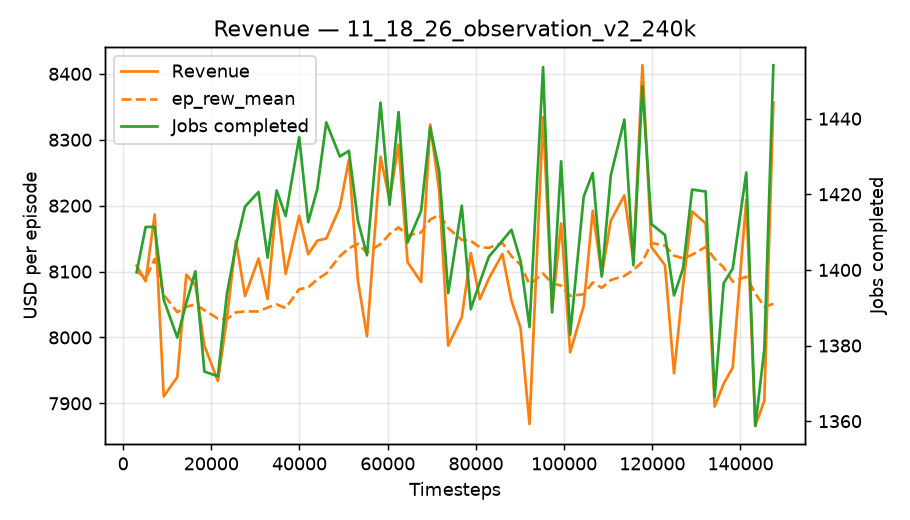 Revenue — 11_18_26_observation_v2_240k
Revenue
ep_rew_mean
Jobs completed
8400
8300
8200
8100
8000
7900
USD per episode
1440
1420
1400
1380
1360
Jobs completed
0
20000
40000
60000
80000
100000
120000
140000
Timesteps